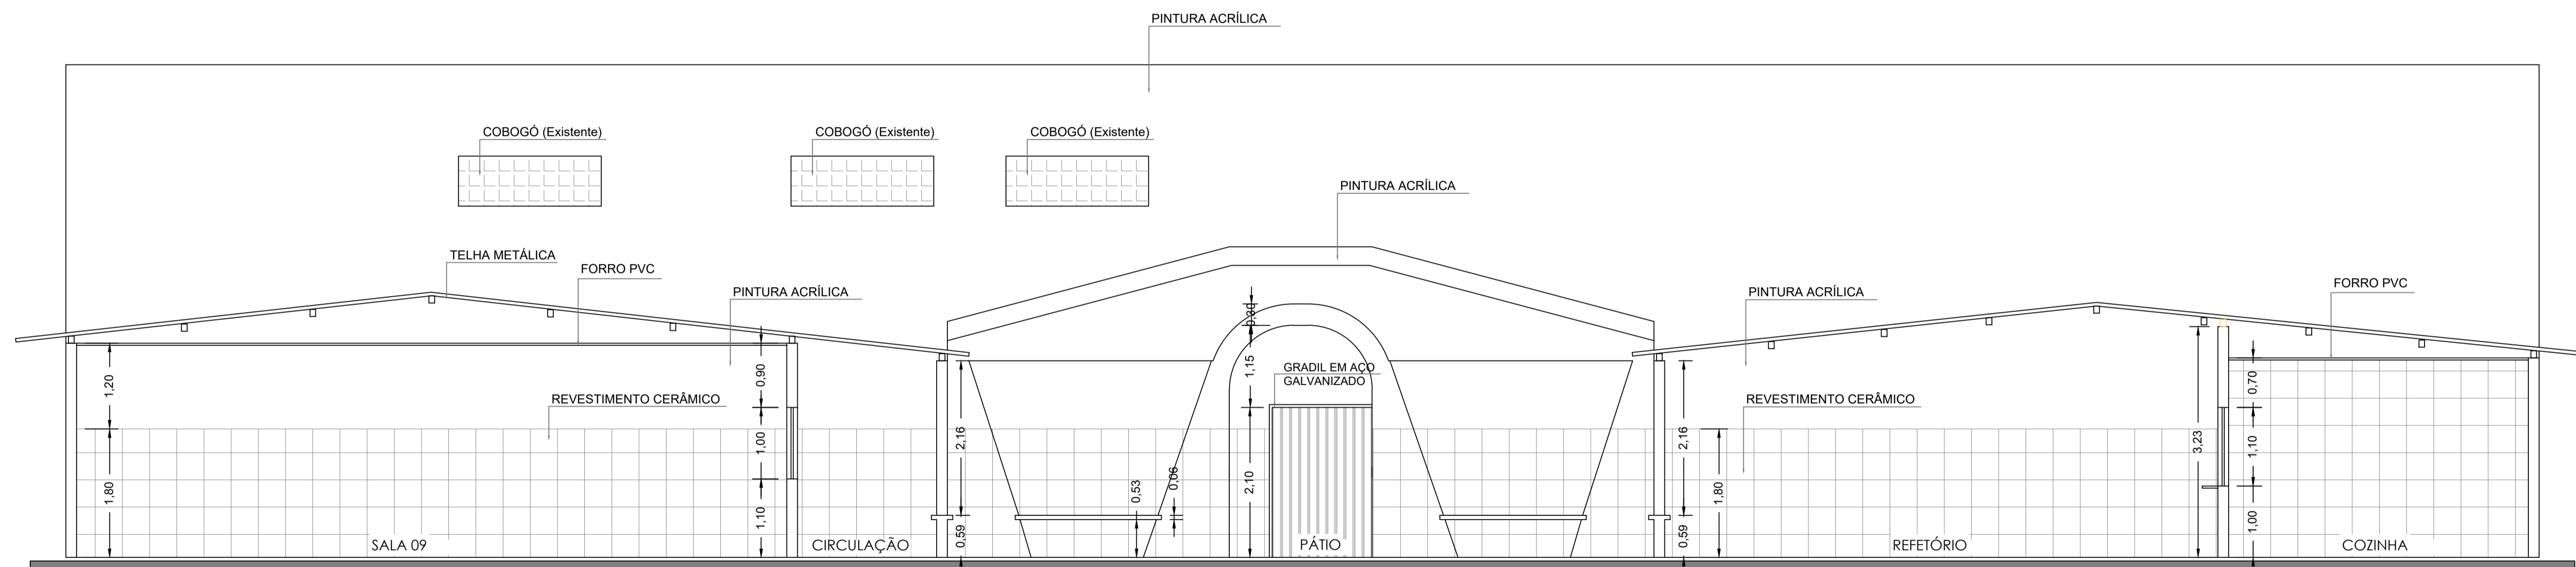 PINTURA ACRÍLICA
COBOGÓ (Existente)
COBOGÓ (Existente)
COBOGÓ (Existente)
PINTURA ACRÍLICA
TELHA METÁLICA
FORRO PVC
PINTURA ACRÍLICA
PINTURA ACRÍLICA
FORRO PVC
0,30
1,20
0,90
1,15
GRADIL EM AÇO
GALVANIZADO
0,70
REVESTIMENTO CERÂMICO
REVESTIMENTO CERÂMICO
1,00
2,16
2,16
3,23
1,10
1,80
0,53
0,06
2,10
1,80
1,10
0,59
0,59
1,00
SALA 09
CIRCULAÇÃO
PÁTIO
REFETÓRIO
COZINHA